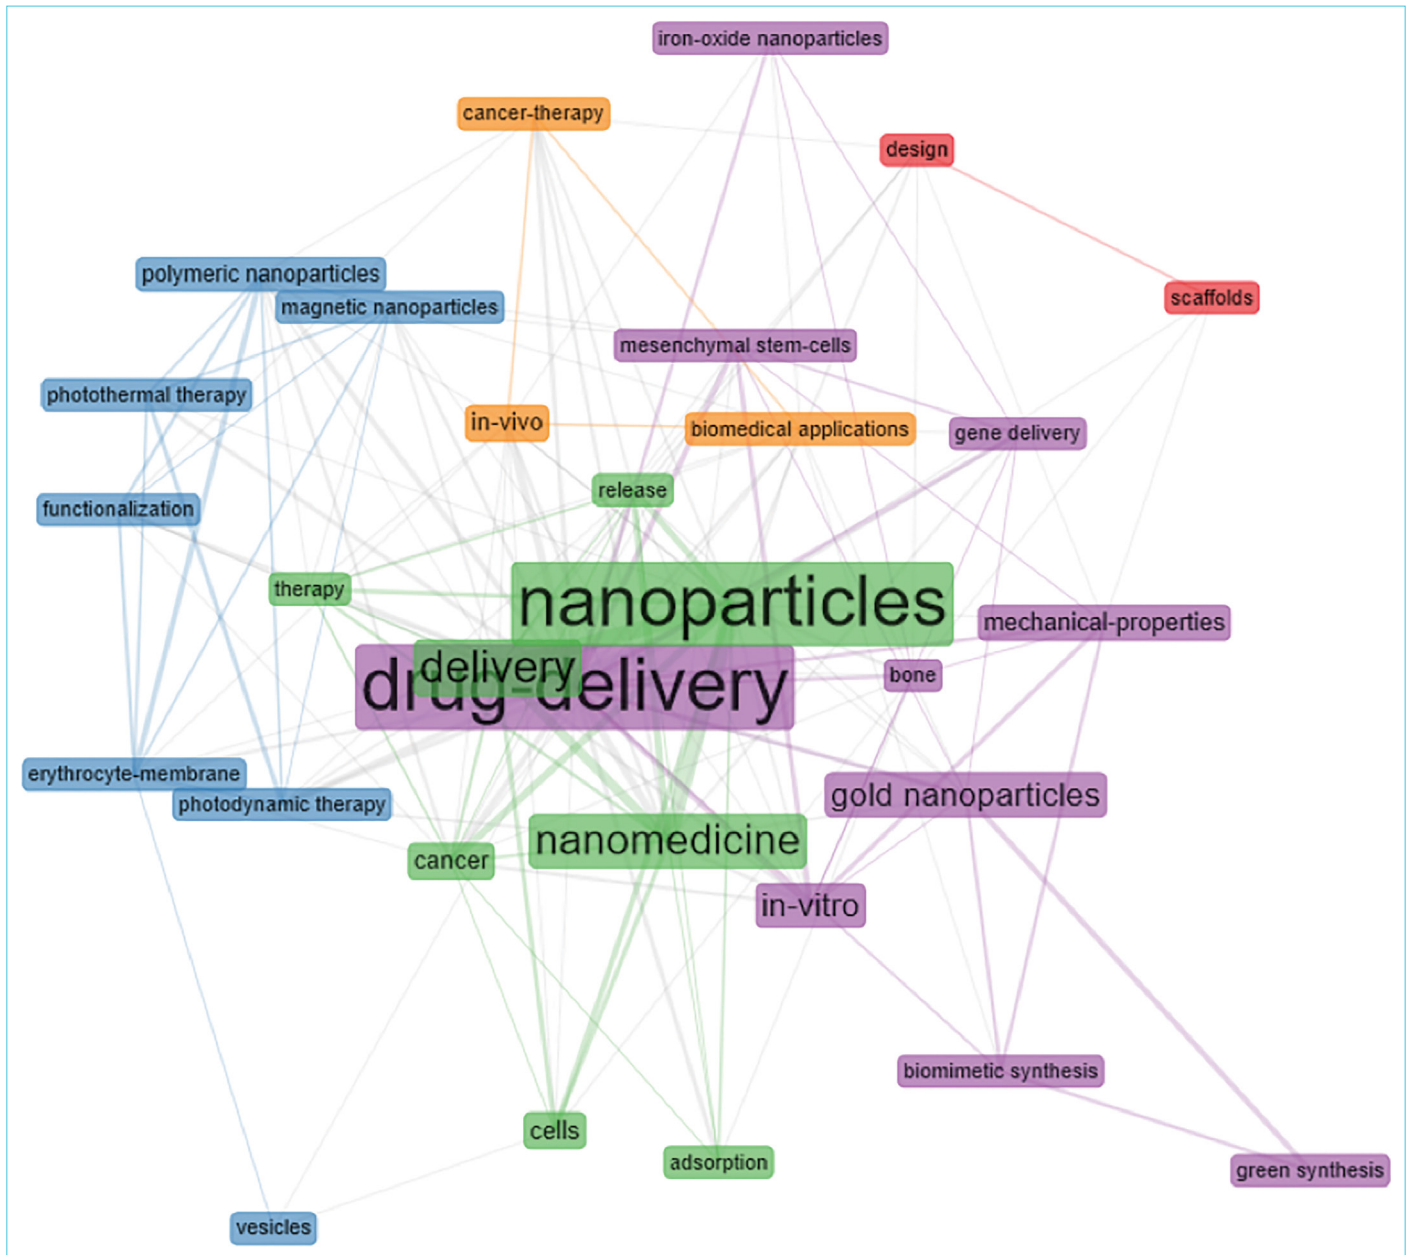 iron-oxide nanoparticles
cancer-therapy
design
polymeric nanoparticles
scaffolds
magnetic nanoparticles
mesenchymal stem-cells
photothermal therapy
in-vivo
biomedical applications
gene delivery
release
functionalization
therapy
nanoparticles
mechanical-properties
delivery
drug-delivery
bone
erythrocyte-membrane
photodynamic therapy
gold nanoparticles
nanomedicine
cancer
in-vitro
biomimetic synthesis
cells
adsorption
green synthesis
vesicles